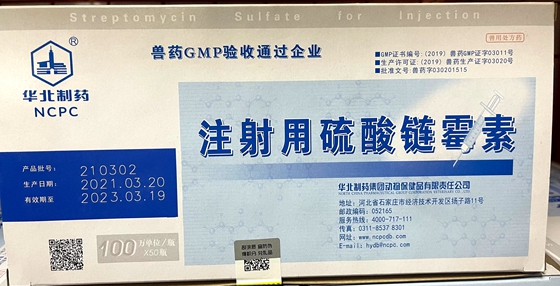 Streptomycin Sulfate for Injection
兽用处方药
兽药GMP验收通过企业
■GMP证书编号:(2019)兽药GMP证字03011号
■生产许可证:(2019)兽药生产证字03020号
■批准文号:兽药字030201515
®
华北制药
NCPC
注射用硫酸链霉素
产品批号: 210302
生产日期: 2021.03.20
有效期至 2023.03.19
华北制药集团动物保健品有限责任公司
地址:河北省石家庄市经济技术开发区扬子路11号
邮政编码:052165
服务热线:4000-717-111
传真:0311-8537 8301
网址:www.ncpcdb.com
E-mail: hydb@ncpc.com
100万单位/瓶
X50瓶